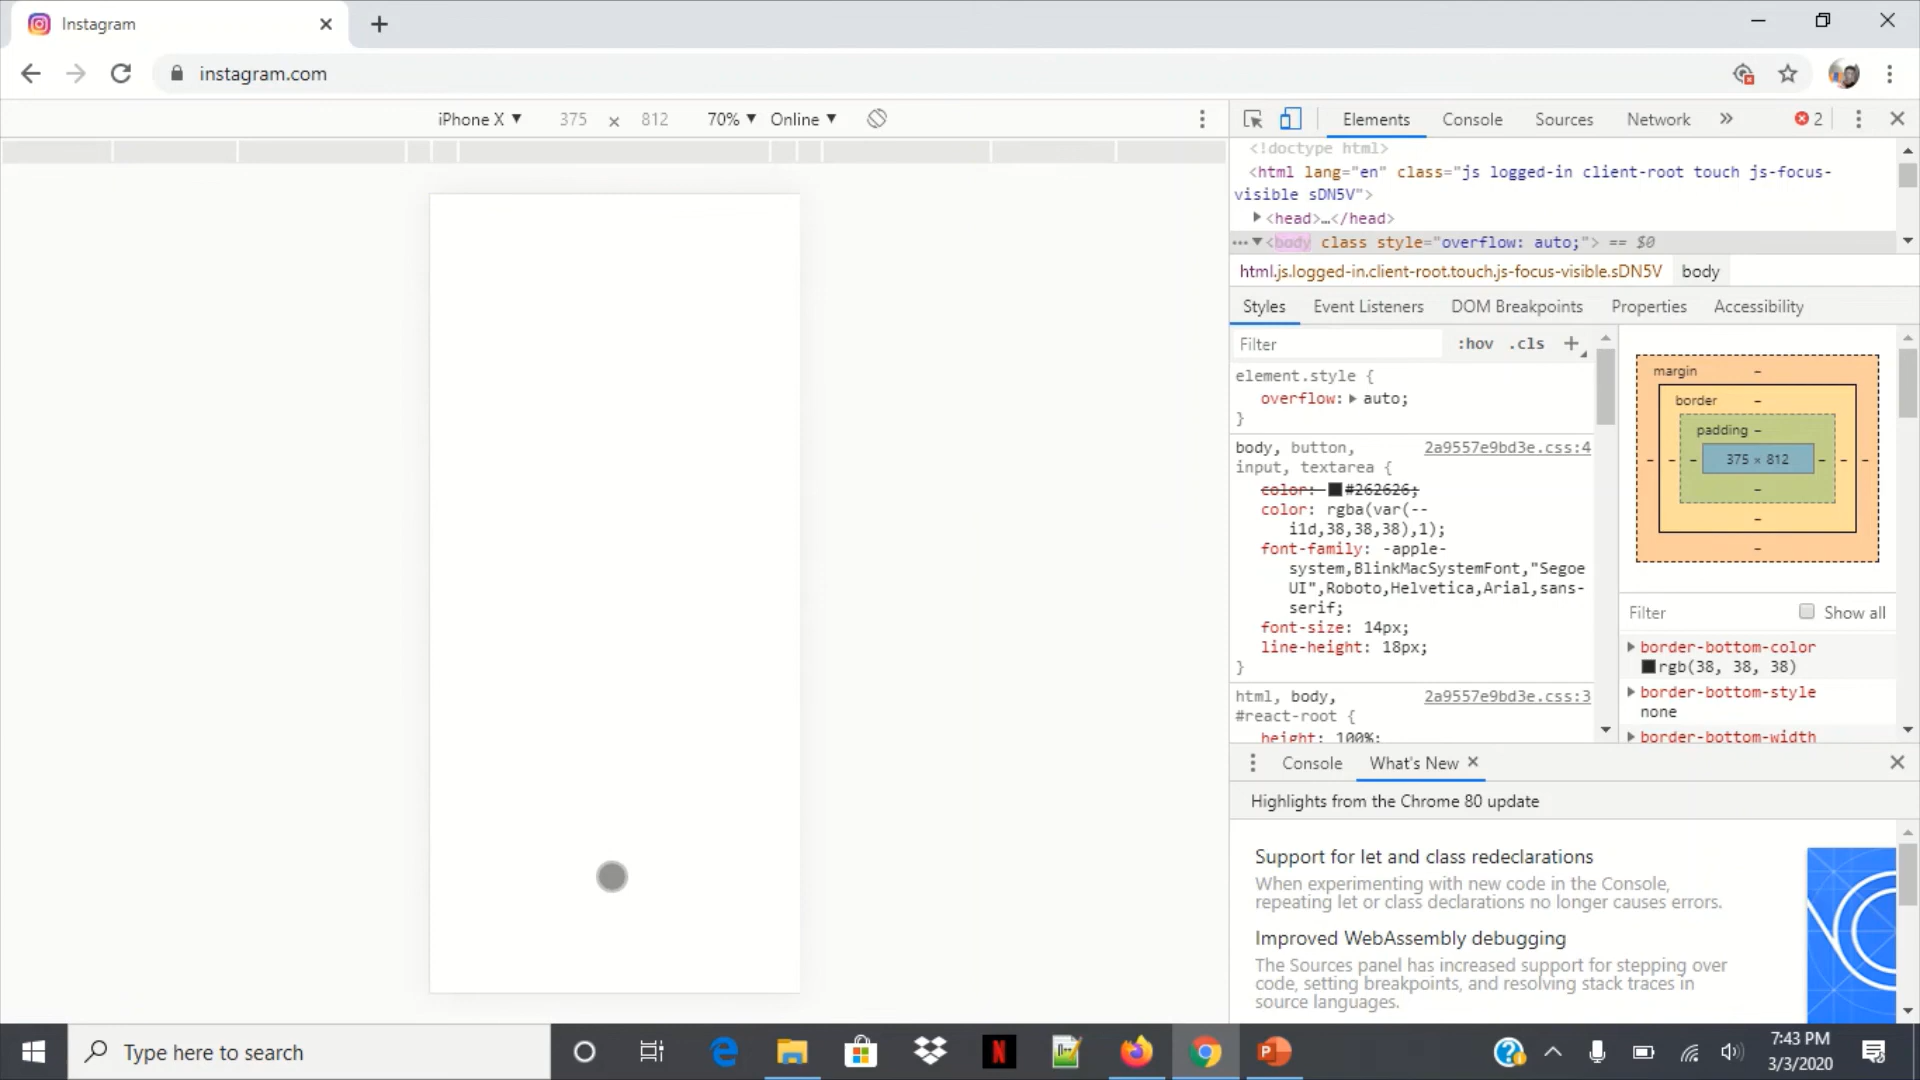 Instagram
instagram.com
iPhone X ▼ 375 x 812 70% ▼ Online ▼
Elements Console Sources Network » 2
<!doctype html>
<html lang="en" class="js logged-in client-root touch js-focus-
visible sDN5V">
<head>…</head>
<body class style="overflow: auto;"> == $0
html.js.logged-in.client-root.touch.js-focus-visible.sDN5V body
Styles Event Listeners DOM Breakpoints Properties Accessibility
Filter :hov .cls +
element.style {
overflow: auto;
}
body, button, 2a9557e9bd3e.css:4
input, textarea {
color: #262626;
color: rgba(var(--
i1d,38,38,38),1);
font-family: -apple-
system,BlinkMacSystemFont,"Segoe
UI",Roboto,Helvetica,Arial,sans-
serif;
font-size: 14px;
line-height: 18px;
}
html, body, 2a9557e9bd3e.css:3
#react-root {
height: 100%;
margin –
border –
padding –
– – – 375 × 812 – – –
–
–
–
Filter Show all
border-bottom-color
rgb(38, 38, 38)
border-bottom-style
none
border-bottom-width
Console What's New
Highlights from the Chrome 80 update
Support for let and class redeclarations
When experimenting with new code in the Console,
repeating let or class declarations no longer causes errors.
Improved WebAssembly debugging
The Sources panel has increased support for stepping over
code, setting breakpoints, and resolving stack traces in
source languages.
Type here to search
7:43 PM
3/3/2020